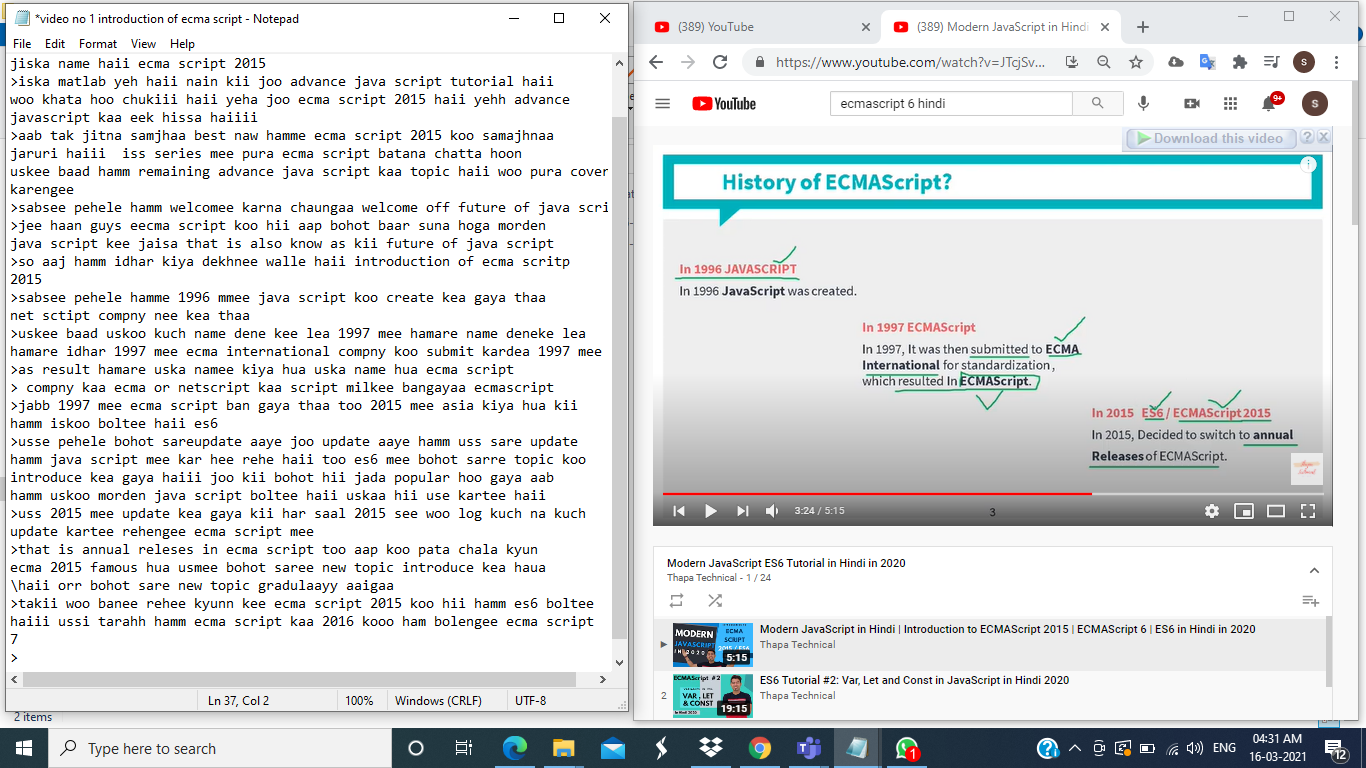 *video no 1 introduction of ecma script - Notepad
File Edit Format View Help
jiska name haii ecma script 2015
>iska matlab yeh haii nain kii joo advance java script tutorial haii
woo khata hoo chukiii haii yeha joo ecma script 2015 haii yehh advance
javascript kaa eek hissa haiiii
>aab tak jitna samjhaa best naw hamme ecma script 2015 koo samajhnaa
jaruri haiii  iss series mee pura ecma script batana chatta hoon
uskee baad hamm remaining advance java script kaa topic haii woo pura cover
karengee
>sabsee pehele hamm welcomee karna chaungaa welcome off future of java scri
>jee haan guys eecma script koo hii aap bohot baar suna hoga morden
java script kee jaisa that is also know as kii future of java script
>so aaj hamm idhar kiya dekhnee walle haii introduction of ecma scritp
2015
>sabsee pehele hamme 1996 mmee java script koo create kea gaya thaa
net sctipt compny nee kea thaa
>uskee baad uskoo kuch name dene kee lea 1997 mee hamare name deneke lea
hamare idhar 1997 mee ecma international compny koo submit kardea 1997 mee
>as result hamare uska namee kiya hua uska name hua ecma script
> compny kaa ecma or netscript kaa script milkee bangayaa ecmascript
>jabb 1997 mee ecma script ban gaya thaa too 2015 mee asia kiya hua kii
hamm iskoo boltee haii es6
>usse pehele bohot sareupdate aaye joo update aaye hamm uss sare update
hamm java script mee kar hee rehe haii too es6 mee bohot sarre topic koo
introduce kea gaya haiii joo kii bohot hii jada popular hoo gaya aab
hamm uskoo morden java script boltee haii uskaa hii use kartee haii
>uss 2015 mee update kea gaya kii har saal 2015 see woo log kuch na kuch
update kartee rehengee ecma script mee
>that is annual releses in ecma script too aap koo pata chala kyun
ecma 2015 famous hua usmee bohot saree new topic introduce kea haua
\haii orr bohot sare new topic gradulaayy aaigaa
>takii woo banee rehee kyunn kee ecma script 2015 koo hii hamm es6 boltee
haiii ussi tarahh hamm ecma script kaa 2016 kooo ham bolengee ecma script
7
>
Ln 37, Col 2 100% Windows (CRLF) UTF-8
2 items
(389) YouTube
(389) Modern JavaScript in Hindi
https://www.youtube.com/watch?v=JTcjSv...
S
YouTube
ecmascript 6 hindi
9+
S
Download this video ? X
History of ECMAScript?
In 1996 JAVASCRIPT
In 1996 JavaScript was created.
In 1997 ECMAScript
In 1997, It was then submitted to ECMA
International for standardization,
which resulted In ECMAScript.
In 2015 ES6 / ECMAScript 2015
In 2015, Decided to switch to annual
Releases of ECMAScript.
3:24 / 5:15
3
Modern JavaScript ES6 Tutorial in Hindi in 2020
Thapa Technical - 1 / 24
MODERN
JAVASCRIPT
IN 2020
ECMA
SCRIPT
2015 / ES6
5:15
Modern JavaScript in Hindi | Introduction to ECMAScript 2015 | ECMAScript 6 | ES6 in Hindi in 2020
Thapa Technical
2
ECMAScript #2
VAR, LET
& CONST
19:15
ES6 Tutorial #2: Var, Let and Const in JavaScript in Hindi 2020
Thapa Technical
Type here to search
1
ENG
04:31 AM
16-03-2021
12